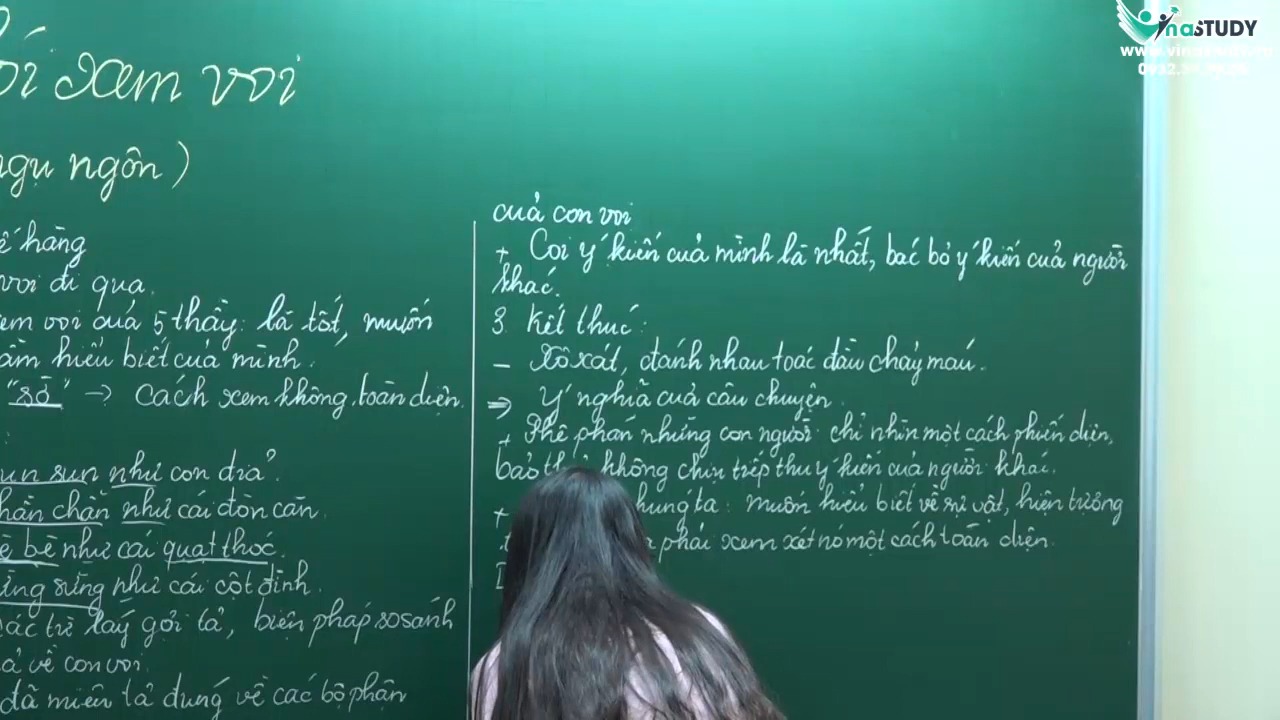 VinaSTUDY
ói xem voi
ngụ ngôn )
ế hàng
voi đi qua.
em voi của 5 thầy: là tốt, muốn
ầm hiểu biết của mình.
"sờ" → Cách xem không toàn diện.
:
un sun như con đỉa?
hần chẫn như cái đòn càn.
è bè như cái quạt thóc.
ừng sững như cái cột đình.
các từ láy gợi tả, biện pháp so sánh
ả về con voi.
đã miêu tả đúng về các bộ phận
của con voi
+ Coi ý kiến của mình là nhất, bác bỏ ý kiến của người
khác.
3. Kết thúc:
- Xô xát, đánh nhau toác đầu chảy máu.
=> Ý nghĩa của câu chuyện.
+ Phê phán những con người chỉ nhìn một cách phiến diện,
bảo không chịu tiếp thu ý kiến của người khác.
+ húng ta: muốn hiểu biết về sự vật, hiện tượng
phải xem xét nó một cách toàn diện.